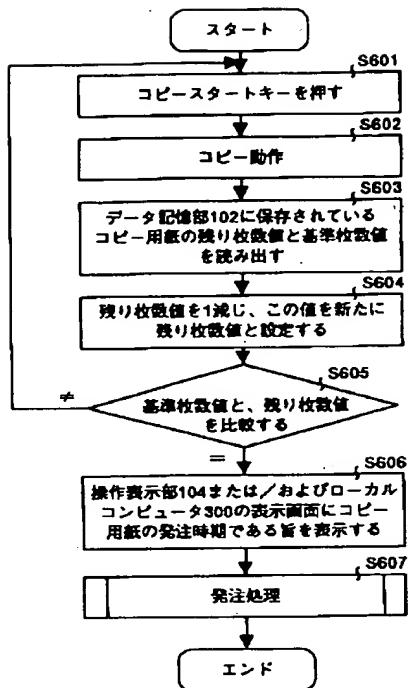 スタート
S601
コピースタートキーを押す
S602
コピー動作
S603
データ記憶部102に保存されている
コピー用紙の残り枚数値と基準枚数値
を読み出す
S604
残り枚数値を1減じ、この値を新たに
残り枚数値と設定する
S605
≠
基準枚数値と、残り枚数値
を比較する
=
S606
操作表示部104または/およびローカル
コンピュータ300の表示画面にコピー
用紙の発注時期である旨を表示する
S607
発注処理
エンド